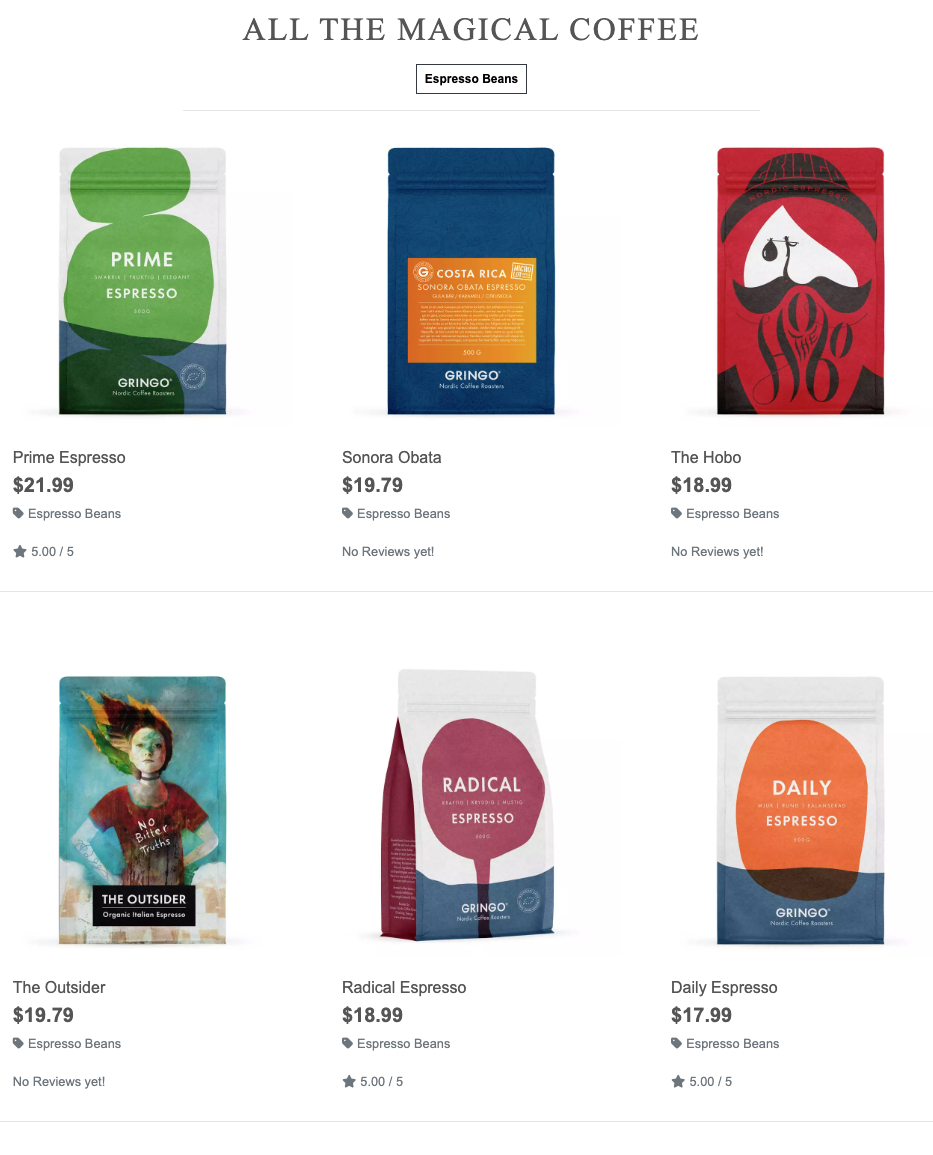 ALL THE MAGICAL COFFEE
Espresso Beans
PRIME
ESPRESSO
500G
GRINGO
Nordic Coffee Roasters
COSTA RICA
SONORA OBATA ESPRESSO
500 G
GRINGO
Nordic Coffee Roasters
GRINGO
NORDIC ESPRESSO
THE
HOBO
Prime Espresso
$21.99
Espresso Beans
5.00 / 5
Sonora Obata
$19.79
Espresso Beans
No Reviews yet!
The Hobo
$18.99
Espresso Beans
No Reviews yet!
NO
Bitter
Truths
THE OUTSIDER
Organic Italian Espresso
RADICAL
KRAFTIG | KRYDDIG | MUSTIG
ESPRESSO
500G
GRINGO
Nordic Coffee Roasters
DAILY
MJUK | RUND | BALANSERAD
ESPRESSO
500G
GRINGO
Nordic Coffee Roasters
The Outsider
$19.79
Espresso Beans
No Reviews yet!
Radical Espresso
$18.99
Espresso Beans
5.00 / 5
Daily Espresso
$17.99
Espresso Beans
5.00 / 5